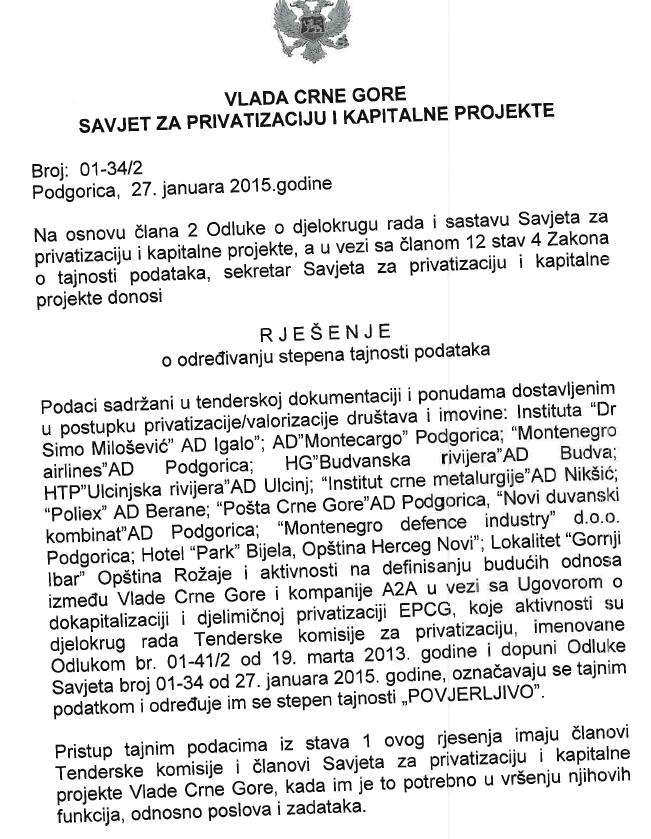 VLADA CRNE GORE
SAVJET ZA PRIVATIZACIJU I KAPITALNE PROJEKTE
Broj: 01-34/2
Podgorica, 27. januara 2015.godine
Na osnovu člana 2 Odluke o djelokrugu rada i sastavu Savjeta za
privatizaciju i kapitalne projekte, a u vezi sa članom 12 stav 4 Zakona
o tajnosti podataka, sekretar Savjeta za privatizaciju i kapitalne
projekte donosi
R J E Š E N J E
o određivanju stepena tajnosti podataka
Podaci sadržani u tenderskoj dokumentaciji i ponudama dostavljenim
u postupku privatizacije/valorizacije društava i imovine: Instituta “Dr
Simo Milošević” AD Igalo”; AD”Montecargo” Podgorica; “Montenegro
airlines”AD Podgorica; HG”Budvanska rivijera”AD Budva;
HTP”Ulcinjska rivijera”AD Ulcinj; “Institut crne metalurgije”AD Nikšić;
“Poliex” AD Berane; “Pošta Crne Gore”AD Podgorica, “Novi duvanski
kombinat”AD Podgorica; “Montenegro defence industry” d.o.o.
Podgorica; Hotel “Park” Bijela, Opština Herceg Novi”; Lokalitet “Gornji
Ibar” Opština Rožaje i aktivnosti na definisanju budućih odnosa
između Vlade Crne Gore i kompanije A2A u vezi sa Ugovorom o
dokapitalizaciji i djelimičnoj privatizaciji EPCG, koje aktivnosti su
djelokrug rada Tenderske komisije za privatizaciju, imenovane
Odlukom br. 01-41/2 od 19. marta 2013. godine i dopuni Odluke
Savjeta broj 01-34 od 27. januara 2015. godine, označavaju se tajnim
podatkom i određuje im se stepen tajnosti „POVJERLJIVO”.
Pristup tajnim podacima iz stava 1 ovog rjesenja imaju članovi
Tenderske komisije i članovi Savjeta za privatizaciju i kapitalne
projekte Vlade Crne Gore, kada im je to potrebno u vršenju njihovih
funkcija, odnosno poslova i zadataka.